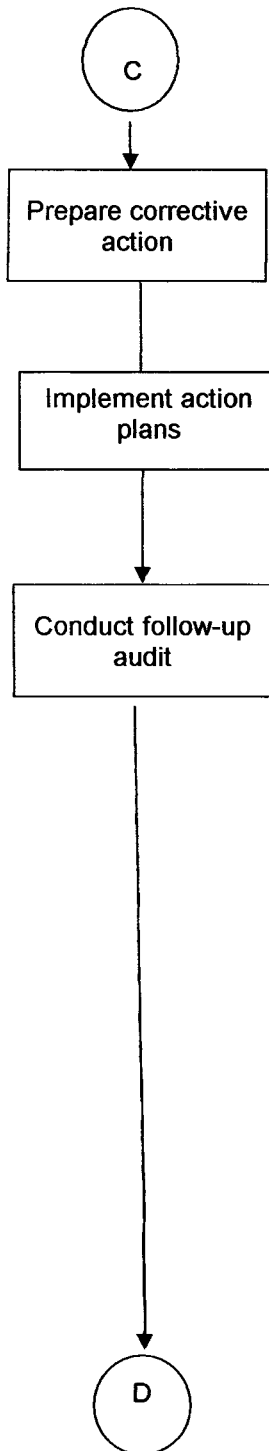 C
Prepare corrective
action
Implement action
plans
Conduct follow-up
audit
D